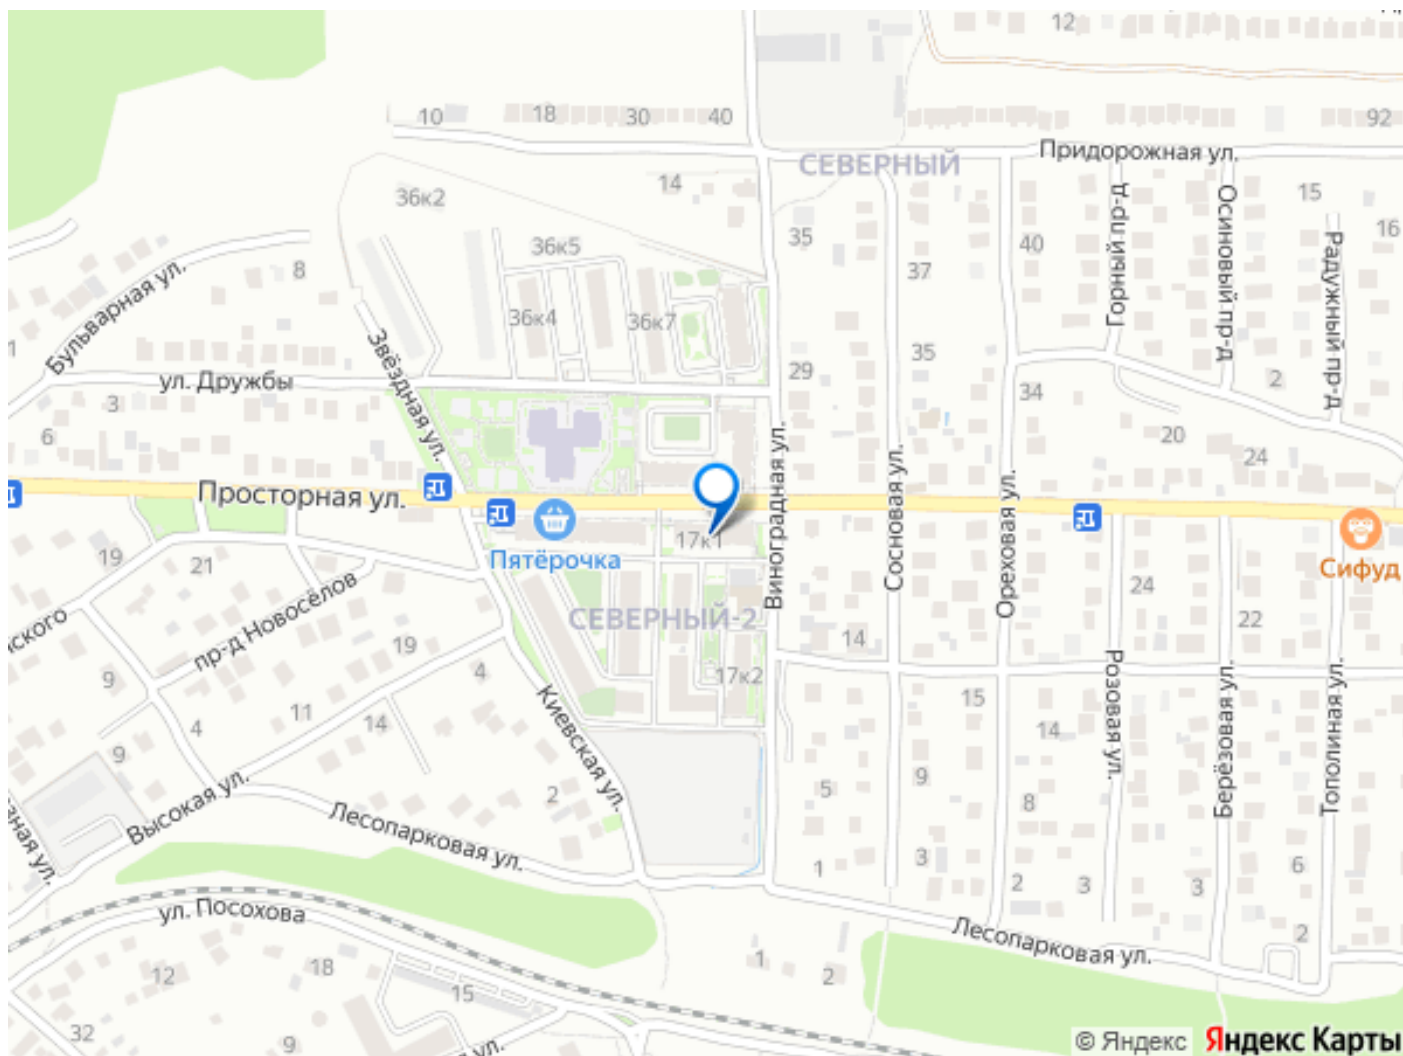 12
10
18
30
40
92
Придорожная ул.
СЕВЕРНЫЙ
14
36к2
15
16
35
36к5
40
Горный пр-д
Осиновый пр-д
Радужный пр-д
8
37
Бульварная ул.
36к4
36к7
1
Звёздная ул.
35
29
ул. Дружбы
2
34
3
6
20
24
Виноградная ул.
Сосновая ул.
Ореховая ул.
Просторная ул.
17к1
Пятёрочка
Сифуд
19
21
24
пр-д Новосёлов
ского
СЕВЕРНЫЙ-2
22
19
14
9
4
17к2
Розовая ул.
Берёзовая ул.
Тополиная ул.
11
14
15
14
4
Киевская ул.
9
2
5
9
8
Высокая ул.
Лесопарковая ул.
зная ул.
1
3
2
3
3
6
ул. Посохова
2
Лесопарковая ул.
12
18
15
1
2
32
9
ул.
© Яндекс Яндекс Карты